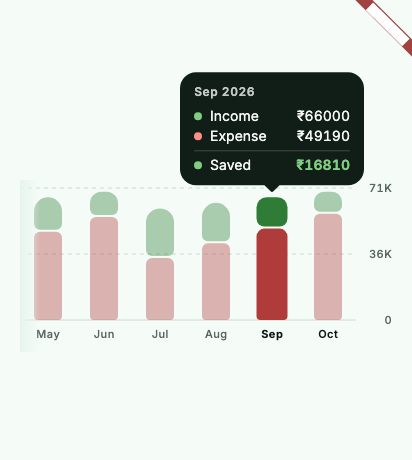 Sep 2026
Income ₹66000
Expense ₹49190
Saved ₹16810
71K
36K
0
May Jun Jul Aug Sep Oct